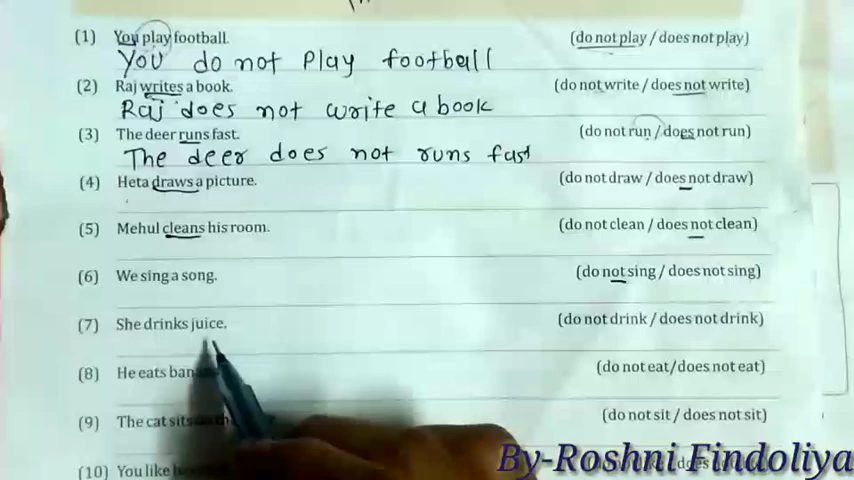 (1) You play football. (do not play / does not play)
You do not Play football
(2) Raj writes a book. (do not write / does not write)
Raj does not write a book
(3) The deer runs fast. (do not run / does not run)
The deer does not runs fast
(4) Heta draws a picture. (do not draw / does not draw)
(5) Mehul cleans his room. (do not clean / does not clean)
(6) We sing a song. (do not sing / does not sing)
(7) She drinks juice. (do not drink / does not drink)
(8) He eats (do not eat/does not eat)
(9) The cat sits (do not sit / does not sit)
(10) You like
By-Roshni Findoliya